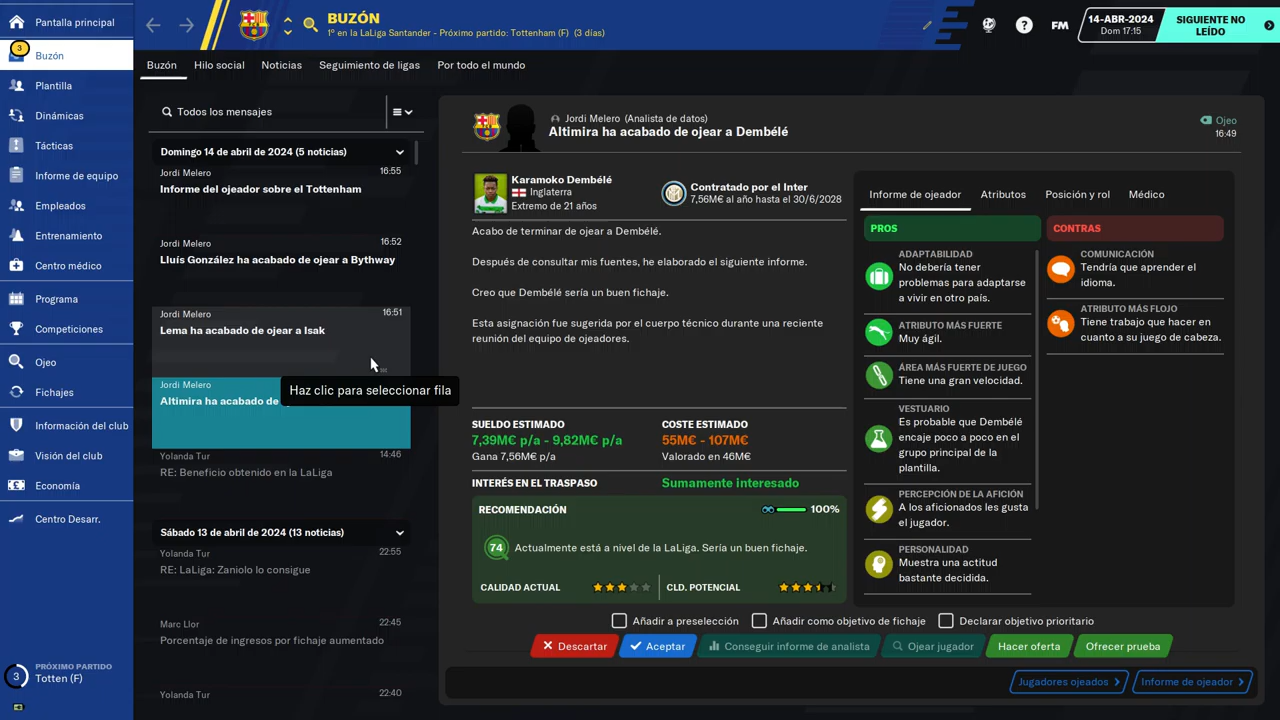 Pantalla principal
3
Buzón
Plantilla
Dinámicas
Tácticas
Informe de equipo
Empleados
Entrenamiento
Centro médico
Programa
Competiciones
Ojeo
Fichajes
Información del club
Visión del club
Economía
Centro Desarr.
3
PRÓXIMO PARTIDO
Totten (F)
BUZÓN
1º en la LaLiga Santander - Próximo partido: Tottenham (F) (3 días)
?
FM
14-ABR-2024
Dom 17:15
SIGUIENTE NO LEÍDO
Buzón
Hilo social
Noticias
Seguimiento de ligas
Por todo el mundo
Todos los mensajes
Domingo 14 de abril de 2024 (5 noticias)
Jordi Melero 16:55
Informe del ojeador sobre el Tottenham
Jordi Melero 16:52
Lluís González ha acabado de ojear a Bythway
Jordi Melero 16:51
Lema ha acabado de ojear a Isak
Haz clic para seleccionar fila
Jordi Melero
Altimira ha acabado de
Yolanda Tur 14:46
RE: Beneficio obtenido en la LaLiga
Sábado 13 de abril de 2024 (13 noticias)
Yolanda Tur 22:55
RE: LaLiga: Zaniolo lo consigue
Marc Llor 22:45
Porcentaje de ingresos por fichaje aumentado
Yolanda Tur 22:40
Jordi Melero (Analista de datos)
Altimira ha acabado de ojear a Dembélé
Ojeo
16:49
Karamoko Dembélé
Inglaterra
Extremo de 21 años
Contratado por el Inter
7,56M€ al año hasta el 30/6/2028
Acabo de terminar de ojear a Dembélé.
Después de consultar mis fuentes, he elaborado el siguiente informe.
Creo que Dembélé sería un buen fichaje.
Esta asignación fue sugerida por el cuerpo técnico durante una reciente
reunión del equipo de ojeadores.
SUELDO ESTIMADO
7,39M€ p/a - 9,82M€ p/a
Gana 7,56M€ p/a
COSTE ESTIMADO
55M€ - 107M€
Valorado en 46M€
INTERÉS EN EL TRASPASO
Sumamente interesado
RECOMENDACIÓN
100%
74
Actualmente está a nivel de la LaLiga. Sería un buen fichaje.
CALIDAD ACTUAL
CLD. POTENCIAL
Informe de ojeador
Atributos
Posición y rol
Médico
PROS
ADAPTABILIDAD
No debería tener
problemas para adaptarse
a vivir en otro país.
ATRIBUTO MÁS FUERTE
Muy ágil.
ÁREA MÁS FUERTE DE JUEGO
Tiene una gran velocidad.
VESTUARIO
Es probable que Dembélé
encaje poco a poco en el
grupo principal de la
plantilla.
PERCEPCIÓN DE LA AFICIÓN
A los aficionados les gusta
el jugador.
PERSONALIDAD
Muestra una actitud
bastante decidida.
CONTRAS
COMUNICACIÓN
Tendría que aprender el
idioma.
ATRIBUTO MÁS FLOJO
Tiene trabajo que hacer en
cuanto a su juego de cabeza.
Añadir a preselección
Añadir como objetivo de fichaje
Declarar objetivo prioritario
Descartar
Aceptar
Conseguir informe de analista
Ojear jugador
Hacer oferta
Ofrecer prueba
Jugadores ojeados
Informe de ojeador